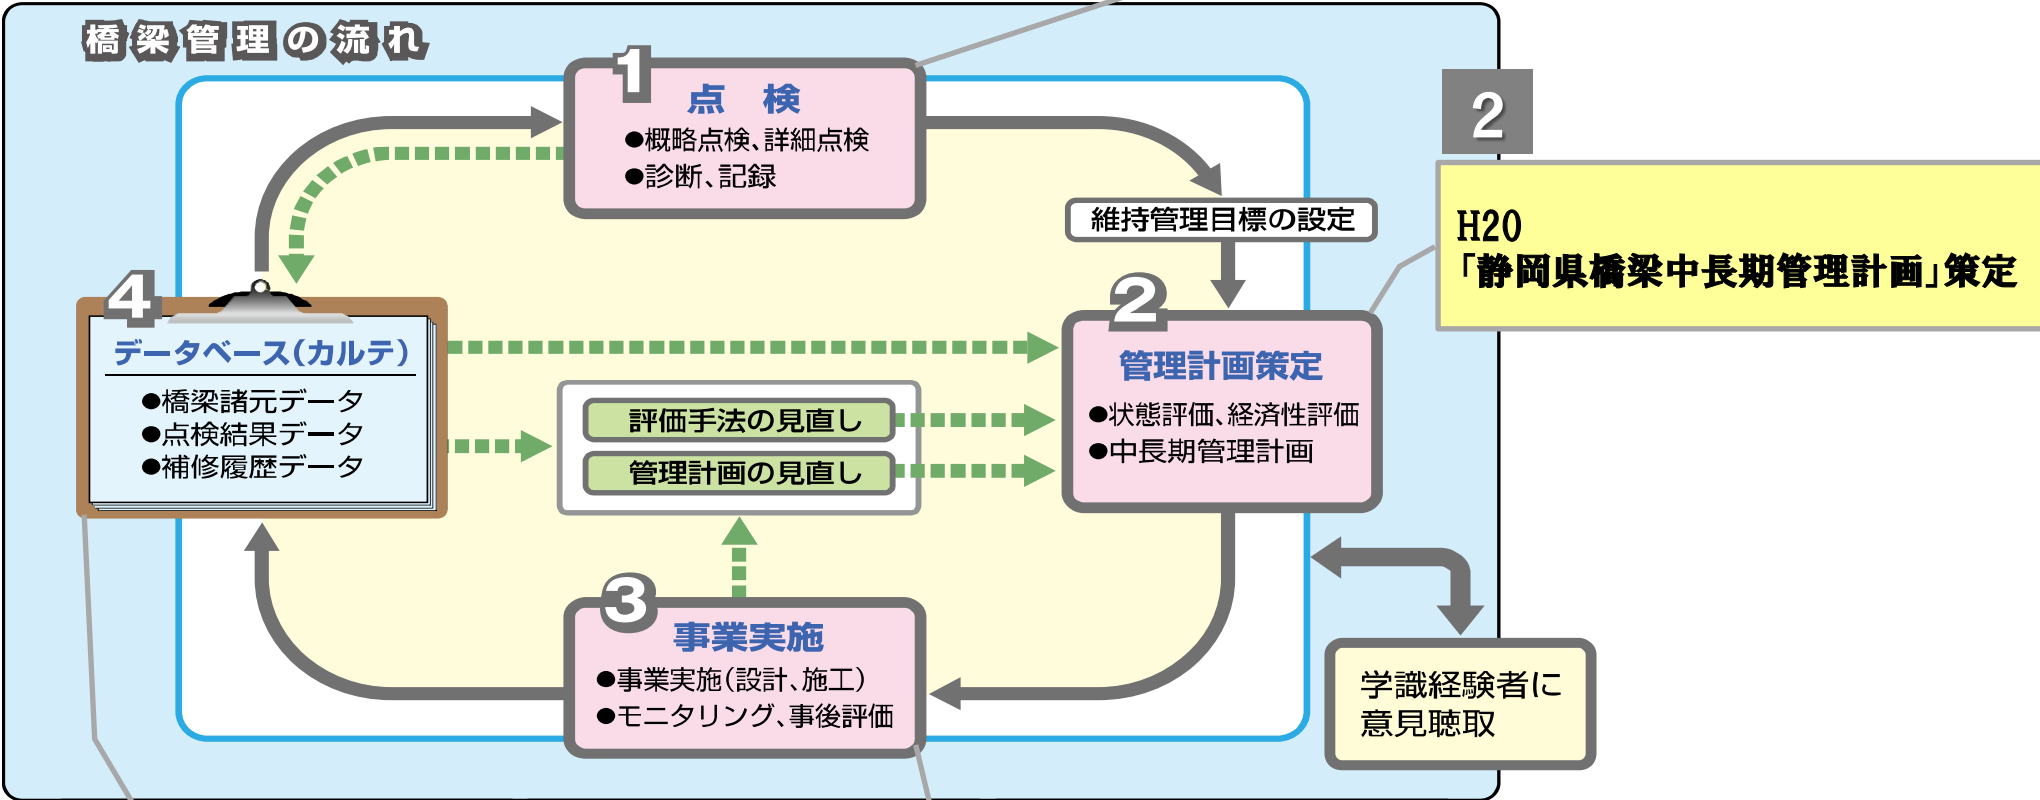 橋梁管理の流れ
1
点 検
●概略点検、詳細点検
●診断、記録
維持管理目標の設定
2
H20
「静岡県橋梁中長期管理計画」策定
4
データベース(カルテ)
●橋梁諸元データ
●点検結果データ
●補修履歴データ
評価手法の見直し
管理計画の見直し
2
管理計画策定
●状態評価、経済性評価
●中長期管理計画
3
事業実施
●事業実施(設計、施工)
●モニタリング、事後評価
学識経験者に
意見聴取